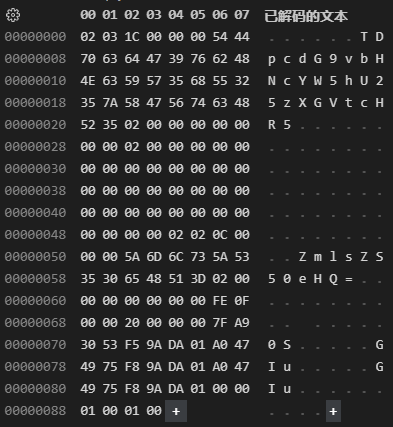 00 01 02 03 04 05 06 07 已解码的文本
00000000 02 03 1C 00 00 00 54 44 . . . . . . T D
00000008 70 63 64 47 39 76 62 48 p c d G 9 v b H
00000010 4E 63 59 57 35 68 55 32 N c Y W 5 h U 2
00000018 35 7A 58 47 56 74 63 48 5 z X G V t c H
00000020 52 35 02 00 00 00 00 00 R 5 . . . . . .
00000028 00 00 02 00 00 00 00 00 . . . . . . . .
00000030 00 00 00 00 00 00 00 00 . . . . . . . .
00000038 00 00 00 00 00 00 00 00 . . . . . . . .
00000040 00 00 00 00 00 00 00 00 . . . . . . . .
00000048 00 00 00 00 02 02 0C 00 . . . . . . . .
00000050 00 00 5A 6D 6C 73 5A 53 . . Z m l s Z S
00000058 35 30 65 48 51 3D 02 00 5 0 e H Q = . .
00000060 00 00 00 00 00 00 FE 0F . . . . . . . .
00000068 00 00 20 00 00 00 7F A9 . . . . . . .
00000070 30 53 F5 9A DA 01 A0 47 0 S . . . . . G
00000078 49 75 F8 9A DA 01 A0 47 I u . . . . . G
00000080 49 75 F8 9A DA 01 00 00 I u . . . . . .
00000088 01 00 01 00 + . . . . +